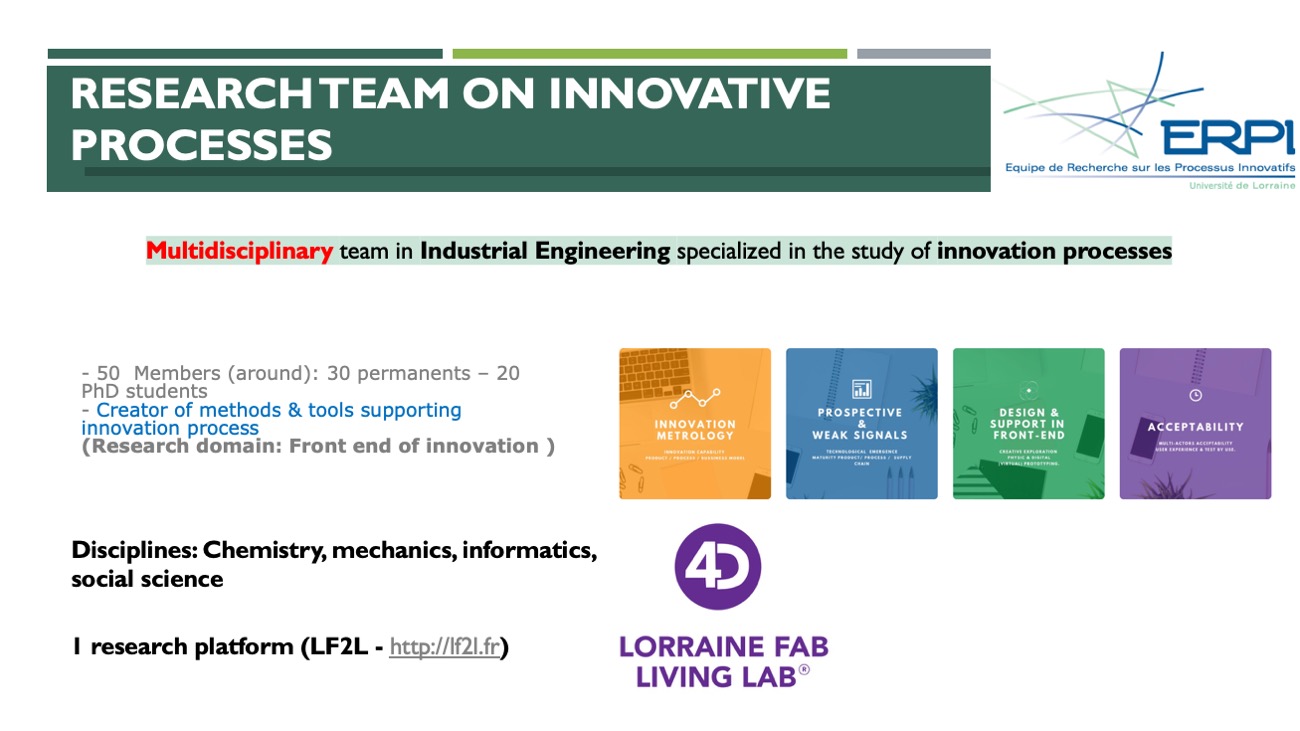 RESEARCH TEAM ON INNOVATIVE
PROCESSES
ERPI
Equipe de Recherche sur les Processus Innovatifs
Université de Lorraine
Multidisciplinary team in Industrial Engineering specialized in the study of innovation processes
- 50 Members (around): 30 permanents – 20
PhD students
- Creator of methods & tools supporting
innovation process
(Research domain: Front end of innovation )
INNOVATION
METROLOGY
INNOVATION CAPABILITY
PRODUCT / PROCESS / BUSINESS MODEL
PROSPECTIVE
&
WEAK SIGNALS
TECHNOLOGICAL EMERGENCE
MATURITY PRODUCT/ PROCESS / SUPPLY
CHAIN
DESIGN &
SUPPORT IN
FRONT-END
CREATIVE EXPLORATION
PHYSIC & DIGITAL
(VIRTUAL) PROTOTYPING.
ACCEPTABILITY
MULTI-ACTORS ACCEPTABILITY
USER EXPERIENCE & TEST BY USE.
Disciplines: Chemistry, mechanics, informatics,
social science
1 research platform (LF2L - http://lf2l.fr)
4D
LORRAINE FAB
LIVING LAB®